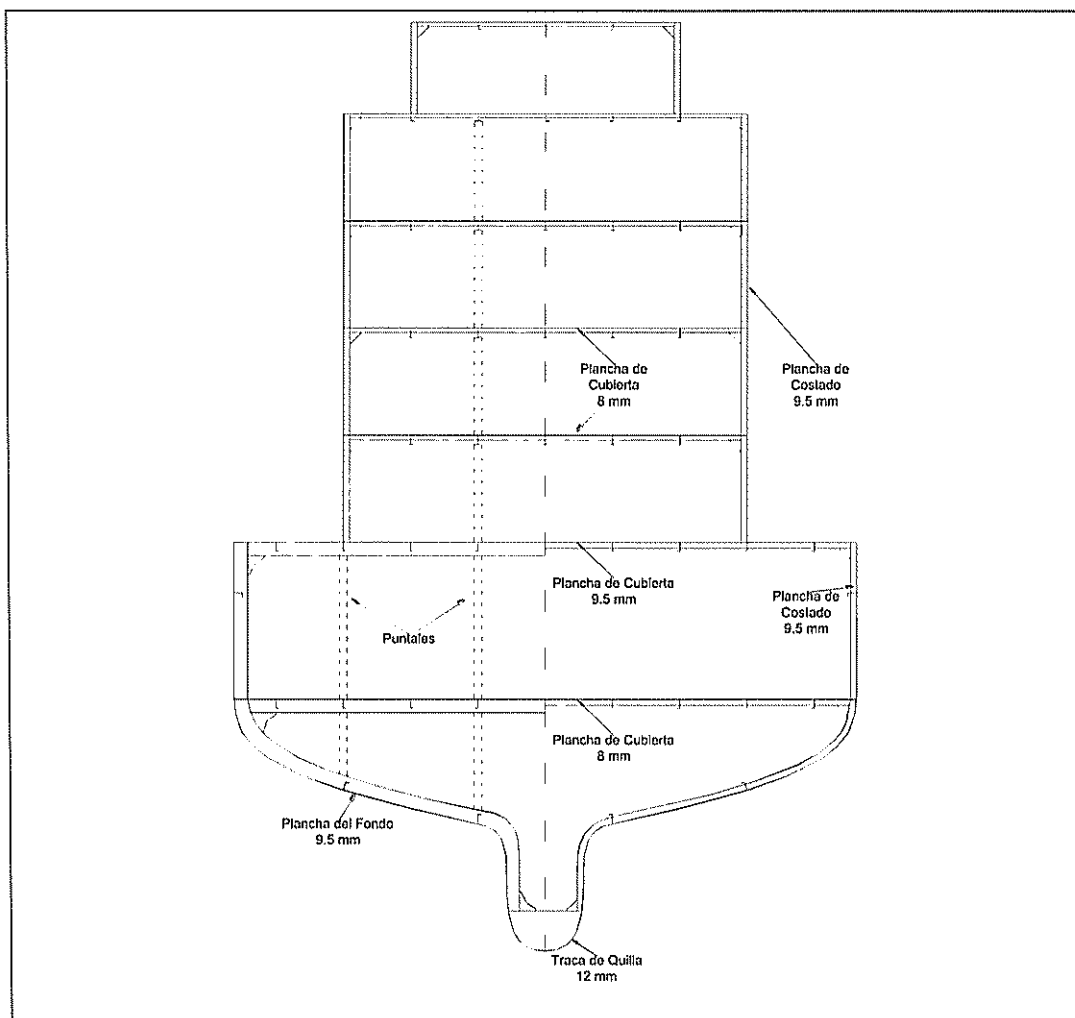 Plancha de
Cubierta
8 mm
Plancha de
Costado
9.5 mm
Plancha de Cubierta
9.5 mm
Plancha de
Costado
9.5 mm
Puntales
Plancha de Cubierta
8 mm
Plancha del Fondo
9.5 mm
Traca de Quilla
12 mm